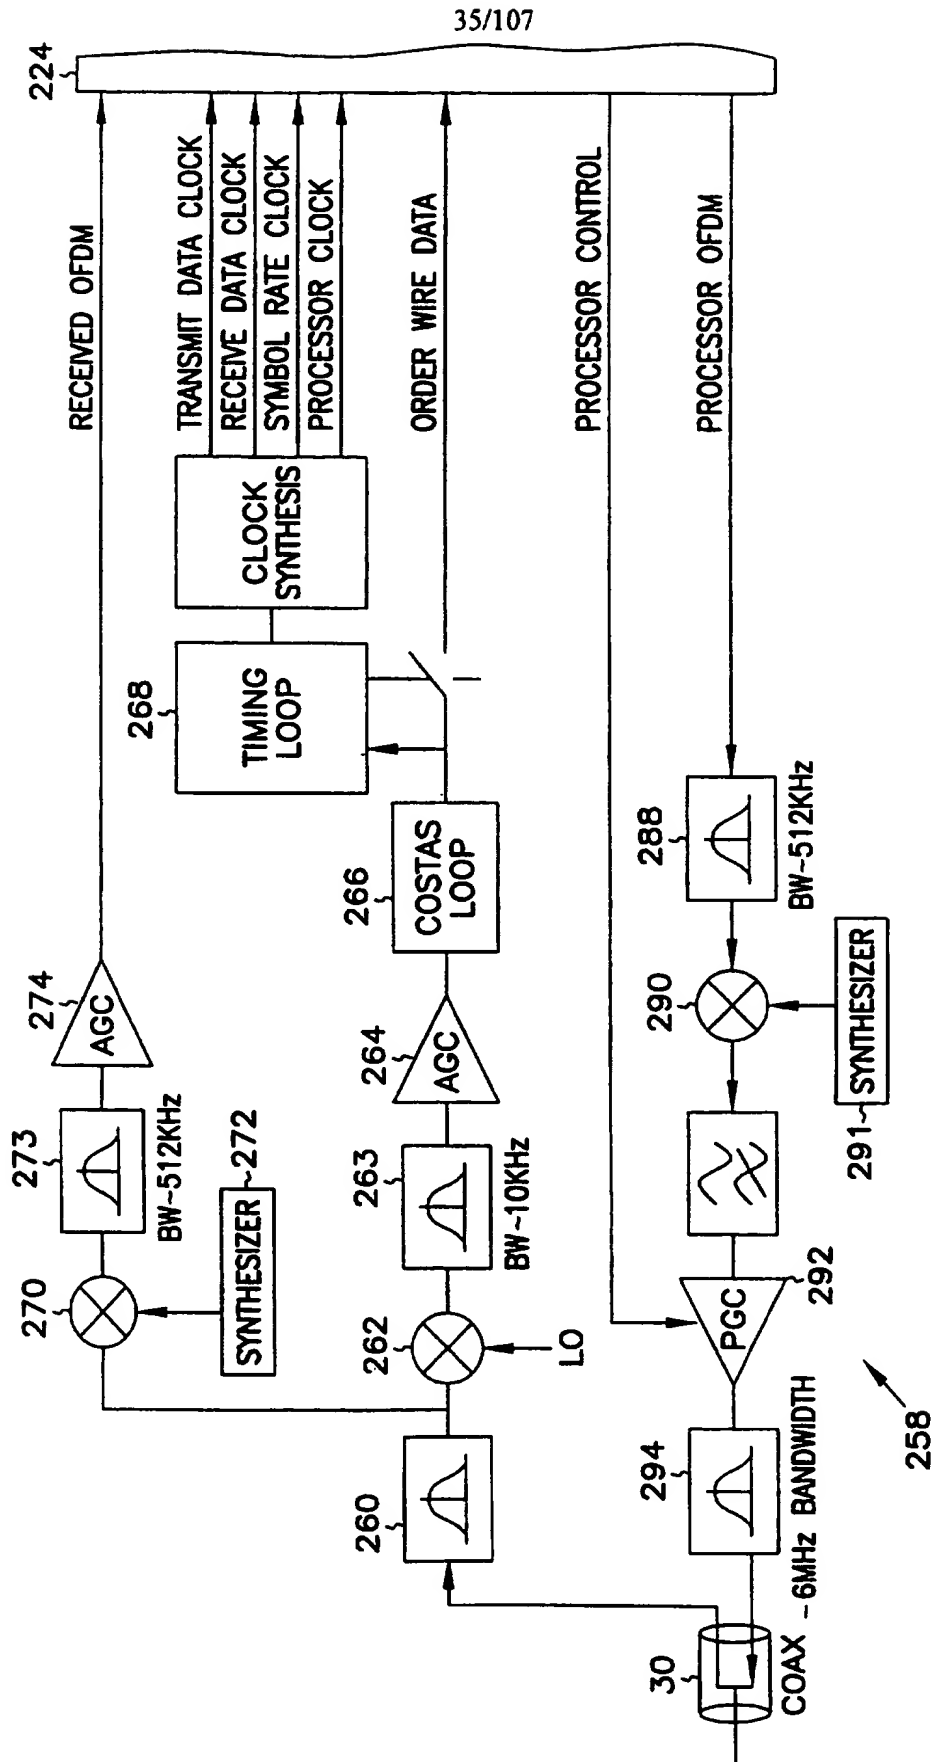 35/107
224
RECEIVED OFDM
TRANSMIT DATA CLOCK
RECEIVE DATA CLOCK
SYMBOL RATE CLOCK
PROCESSOR CLOCK
ORDER WIRE DATA
PROCESSOR CONTROL
PROCESSOR OFDM
CLOCK
SYNTHESIS
268
TIMING
LOOP
274
AGC
273
BW~512KHz
270
272
SYNTHESIZER
266
COSTAS
LOOP
264
AGC
263
BW~10KHz
262
LO
260
288
BW~512KHz
290
291
SYNTHESIZER
292
PGC
294
~6MHz BANDWIDTH
30
COAX
258